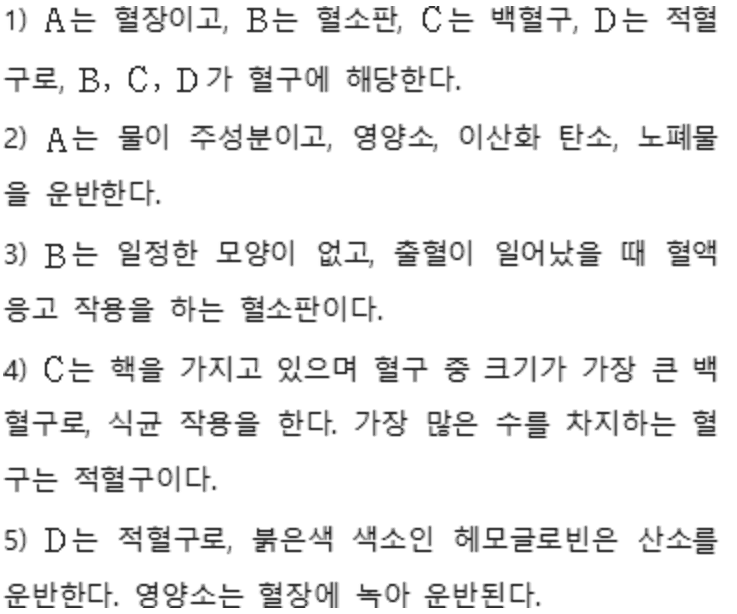 1) A는 혈장이고, B는 혈소판, C는 백혈구, D는 적혈
구로, B, C, D가 혈구에 해당한다.
2) A는 물이 주성분이고, 영양소, 이산화 탄소, 노폐물
을 운반한다.
3) B는 일정한 모양이 없고, 출혈이 일어났을 때 혈액
응고 작용을 하는 혈소판이다.
4) C는 핵을 가지고 있으며 혈구 중 크기가 가장 큰 백
혈구로, 식균 작용을 한다. 가장 많은 수를 차지하는 혈
구는 적혈구이다.
5) D는 적혈구로, 붉은색 색소인 헤모글로빈은 산소를
운반한다. 영양소는 혈장에 녹아 운반된다.